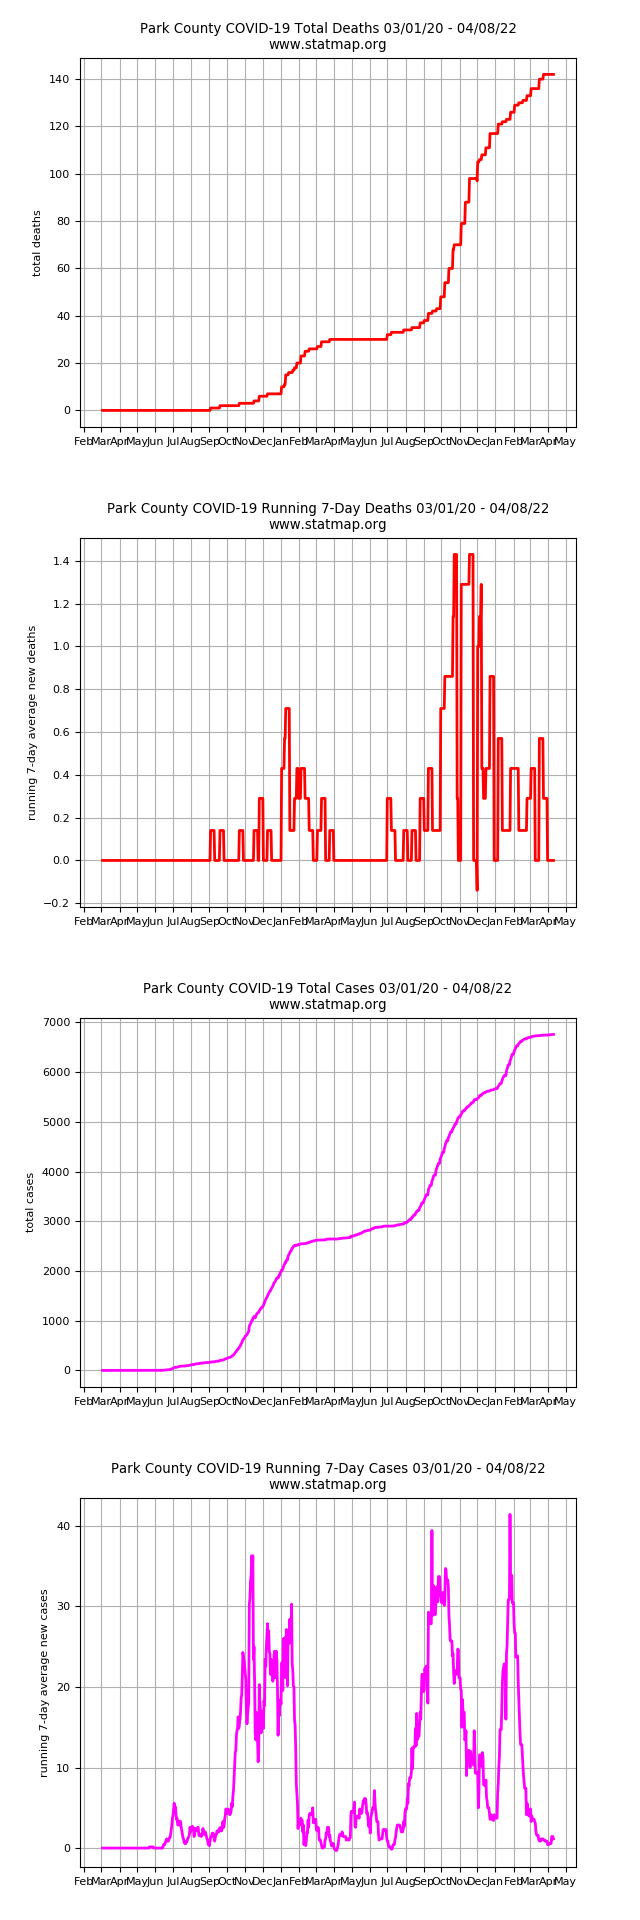 Park County COVID-19 Total Deaths 03/01/20 - 04/08/22
www.statmap.org
total deaths
140
120
100
80
60
40
20
0
Feb Mar Apr May Jun Jul Aug Sep Oct Nov Dec Jan Feb Mar Apr May Jun Jul Aug Sep Oct Nov Dec Jan Feb Mar Apr May
Park County COVID-19 Running 7-Day Deaths 03/01/20 - 04/08/22
www.statmap.org
running 7-day average new deaths
1.4
1.2
1.0
0.8
0.6
0.4
0.2
0.0
−0.2
Feb Mar Apr May Jun Jul Aug Sep Oct Nov Dec Jan Feb Mar Apr May Jun Jul Aug Sep Oct Nov Dec Jan Feb Mar Apr May
Park County COVID-19 Total Cases 03/01/20 - 04/08/22
www.statmap.org
total cases
7000
6000
5000
4000
3000
2000
1000
0
Feb Mar Apr May Jun Jul Aug Sep Oct Nov Dec Jan Feb Mar Apr May Jun Jul Aug Sep Oct Nov Dec Jan Feb Mar Apr May
Park County COVID-19 Running 7-Day Cases 03/01/20 - 04/08/22
www.statmap.org
running 7-day average new cases
40
30
20
10
0
Feb Mar Apr May Jun Jul Aug Sep Oct Nov Dec Jan Feb Mar Apr May Jun Jul Aug Sep Oct Nov Dec Jan Feb Mar Apr May